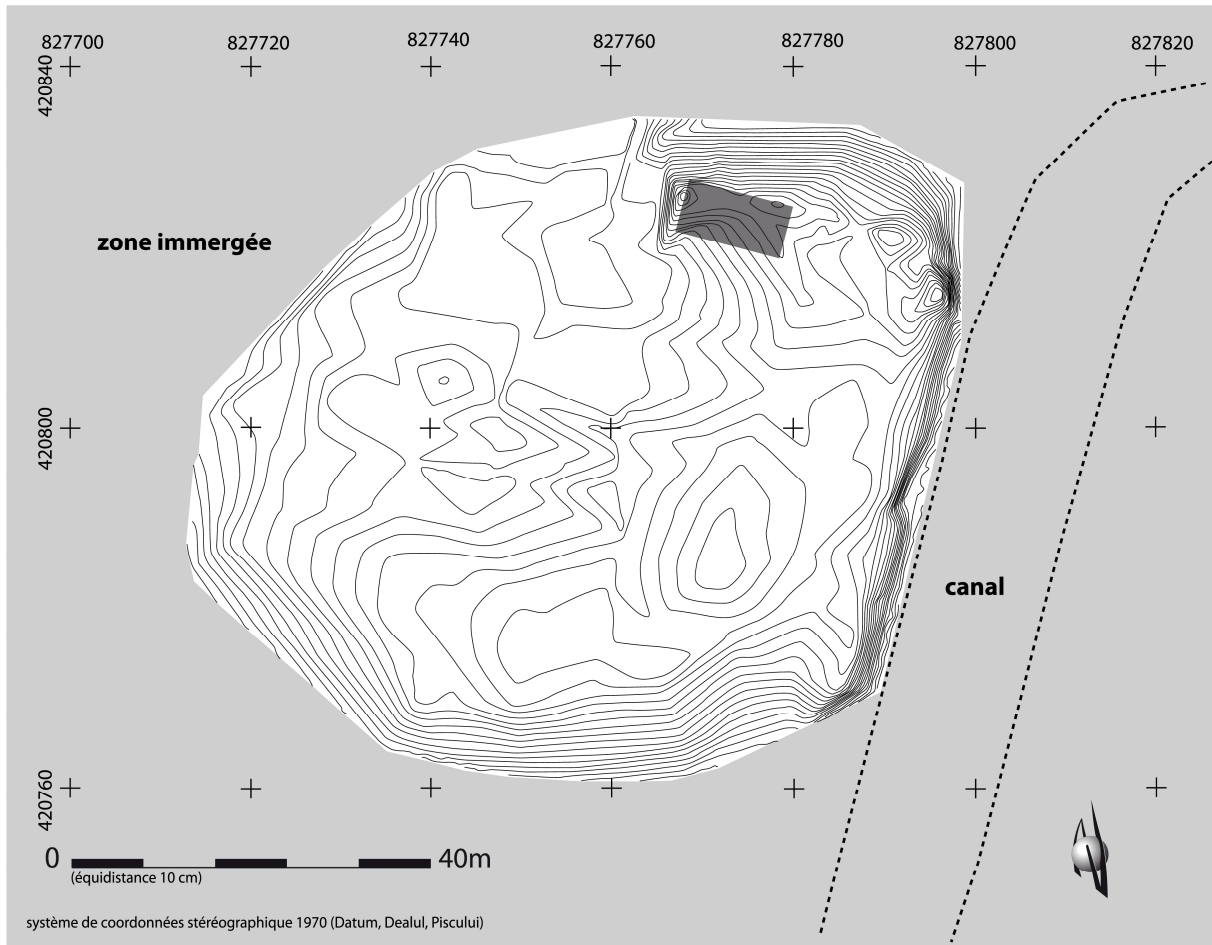 827700 827720 827740 827760 827780 827800 827820
420840
zone immergée
420800
canal
420760
0 40m
(équidistance 10 cm)
système de coordonnées stéréographique 1970 (Datum, Dealul, Pisculuí)